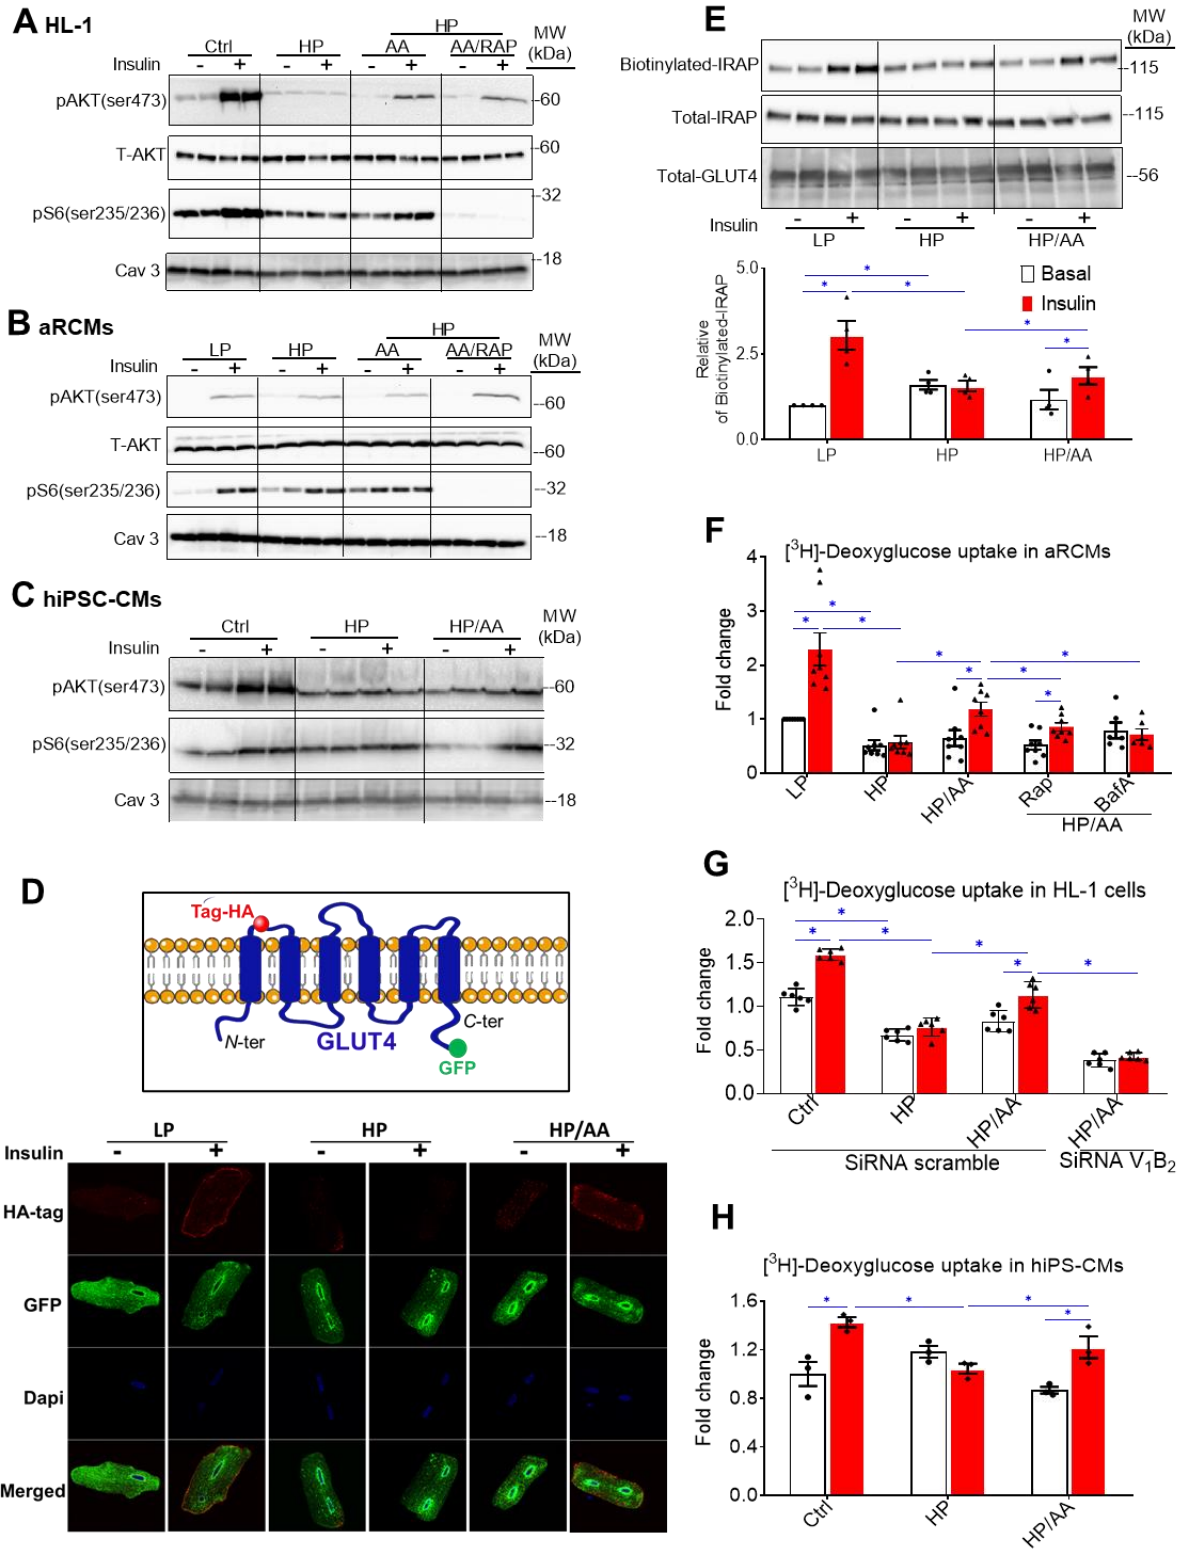 A HL-1
HP
Ctrl HP AA AA/RAP MW (kDa)
Insulin - + - + - + - +
pAKT(ser473) -60
T-AKT -60
pS6(ser235/236) -32
Cav 3 -18
B aRCMs
HP
LP HP AA AA/RAP MW (kDa)
Insulin - + - + - + - +
pAKT(ser473) --60
T-AKT --60
pS6(ser235/236) --32
Cav 3 --18
C hiPSC-CMs
Ctrl HP HP/AA MW (kDa)
Insulin - + - + - +
pAKT(ser473) --60
pS6(ser235/236) --32
Cav 3 --18
D
Tag-HA
N-ter GLUT4 C-ter
GFP
LP HP HP/AA
Insulin - + - + - +
HA-tag
GFP
Dapi
Merged
E
MW (kDa)
Biotinylated-IRAP -115
Total-IRAP --115
Total-GLUT4 --56
Insulin - + - + - +
LP HP HP/AA
Relative of Biotinylated-IRAP
5.0
2.5
0.0
* * * * *
Basal
Insulin
LP HP HP/AA
F
[3H]-Deoxyglucose uptake in aRCMs
Fold change
4
3
2
1
0
* * * * * * * *
LP HP HP/AA Rap BafA
HP/AA
G
[3H]-Deoxyglucose uptake in HL-1 cells
Fold change
2.0
1.5
1.0
0.5
0.0
* * * * * *
Ctrl HP HP/AA HP/AA
SiRNA scramble SiRNA V1B2
H
[3H]-Deoxyglucose uptake in hiPS-CMs
Fold change
1.6
1.2
0.8
0.4
0.0
* * * *
Ctrl HP HP/AA